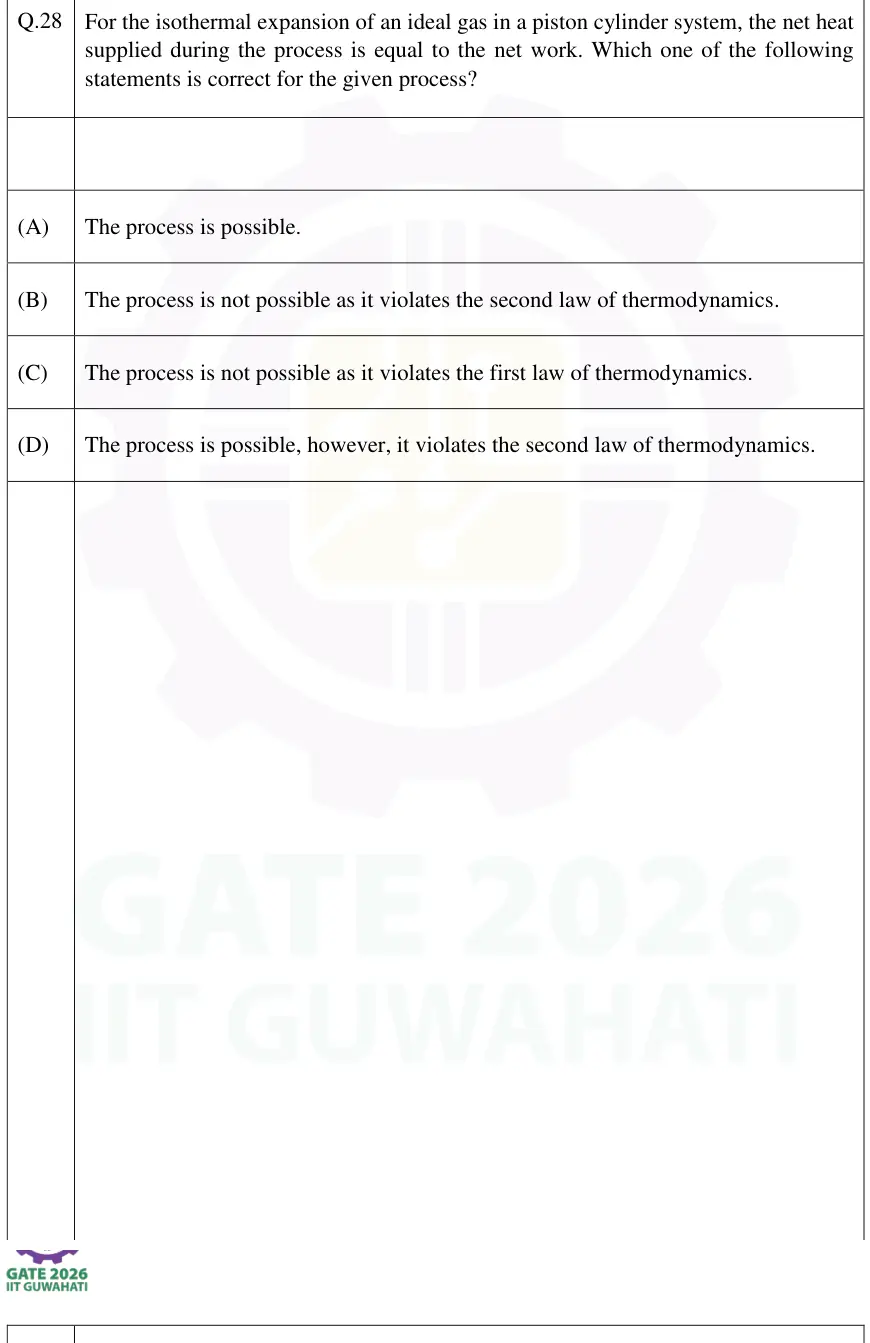 Q.28 For the isothermal expansion of an ideal gas in a piston cylinder system, the net heat
supplied during the process is equal to the net work. Which one of the following
statements is correct for the given process?
(A) The process is possible.
(B) The process is not possible as it violates the second law of thermodynamics.
(C) The process is not possible as it violates the first law of thermodynamics.
(D) The process is possible, however, it violates the second law of thermodynamics.
GATE 2026
IIT GUWAHATI
GATE 2026
IIT GUWAHATI